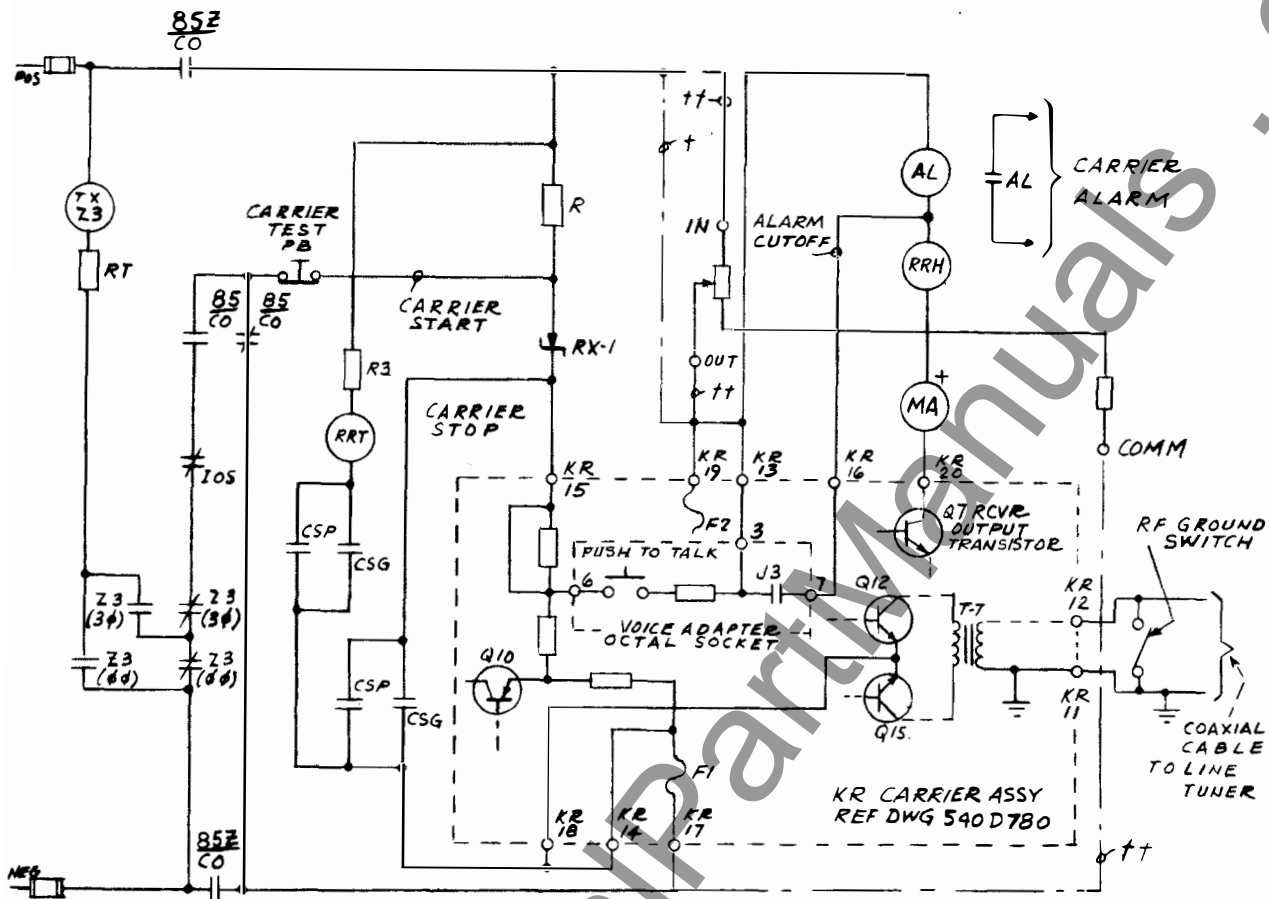 85Z
CO
POS
TX
Z3
RT
CARRIER
TEST
PB
85
CO
85
CO
IOS
Z3
(3ϕ)
Z3
(3ϕ)
Z3
(ϕϕ)
Z3
(ϕϕ)
85Z
CO
NEG
R
CARRIER
START
RX-1
R3
RRT
CARRIER
STOP
CSP
CSG
CSP
CSG
††
†
IN
OUT
††
ALARM
CUTOFF
AL
RRH
+
MA
AL
CARRIER
ALARM
COMM
KR
15
KR
19
KR
13
KR
16
KR
20
F2
3
PUSH TO TALK
6
J3
7
VOICE ADAPTER
OCTAL SOCKET
Q7 RCVR
OUTPUT
TRANSISTOR
Q12
Q10
Q15.
T-7
KR
12
KR
11
RF GROUND
SWITCH
COAXIAL
CABLE
TO LINE
TUNER
F1
KR
18
KR
14
KR
17
KR CARRIER ASSY
REF DWG 540D780
††